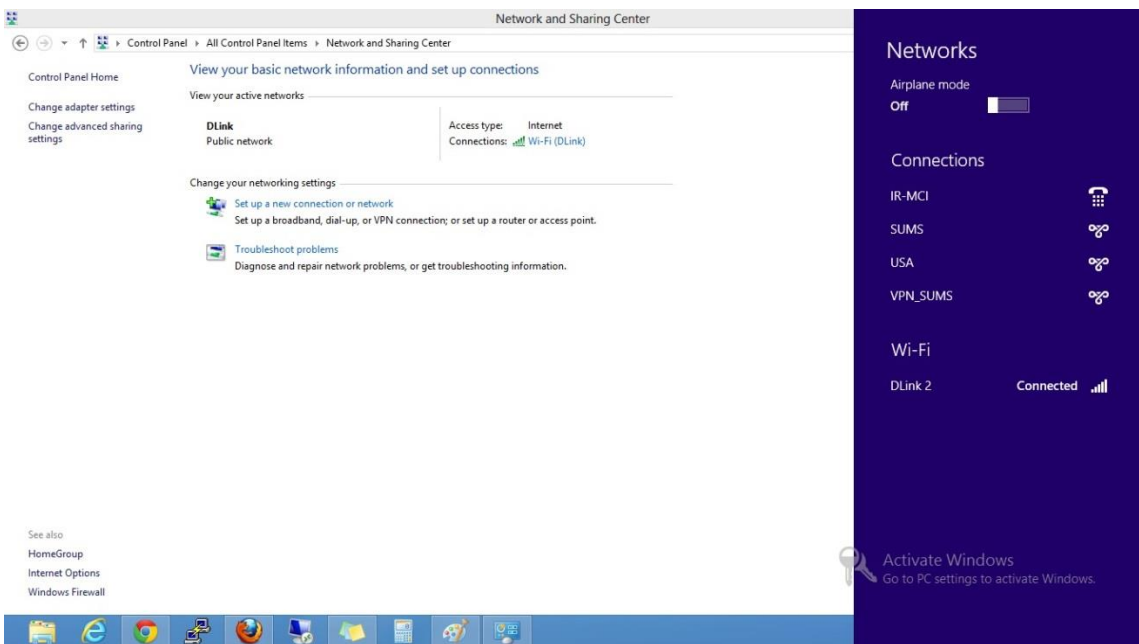 Network and Sharing Center
Control Panel ▸ All Control Panel Items ▸ Network and Sharing Center
Control Panel Home
Change adapter settings
Change advanced sharing
settings
View your basic network information and set up connections
View your active networks
DLink
Public network
Access type: Internet
Connections: Wi-Fi (DLink)
Change your networking settings
Set up a new connection or network
Set up a broadband, dial-up, or VPN connection; or set up a router or access point.
Troubleshoot problems
Diagnose and repair network problems, or get troubleshooting information.
See also
HomeGroup
Internet Options
Windows Firewall
Networks
Airplane mode
Off
Connections
IR-MCI
SUMS
USA
VPN_SUMS
Wi-Fi
DLink 2 Connected
Activate Windows
Go to PC settings to activate Windows.